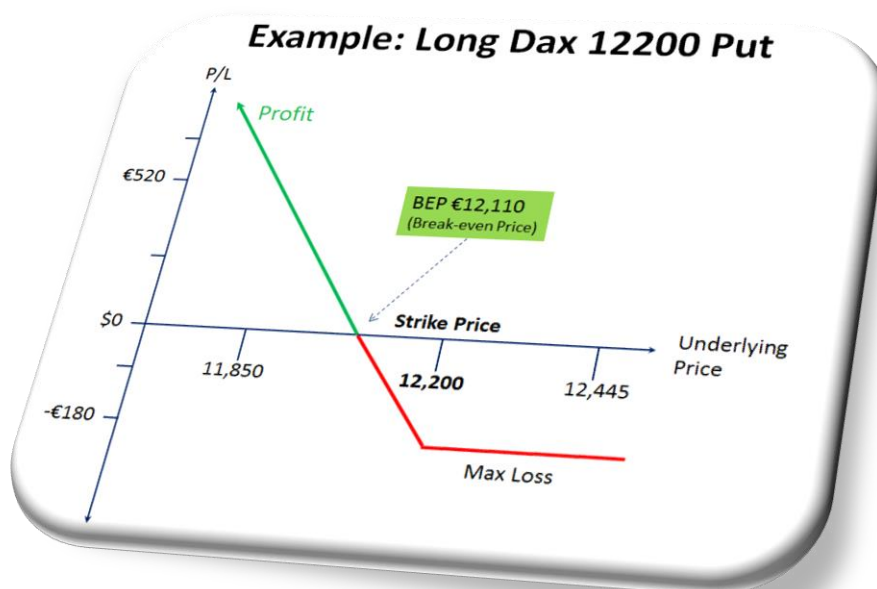 Example: Long Dax 12200 Put
P/L
Profit
€520
BEP €12,110
(Break-even Price)
$0
Strike Price
Underlying
Price
11,850
12,200
12,445
-€180
Max Loss